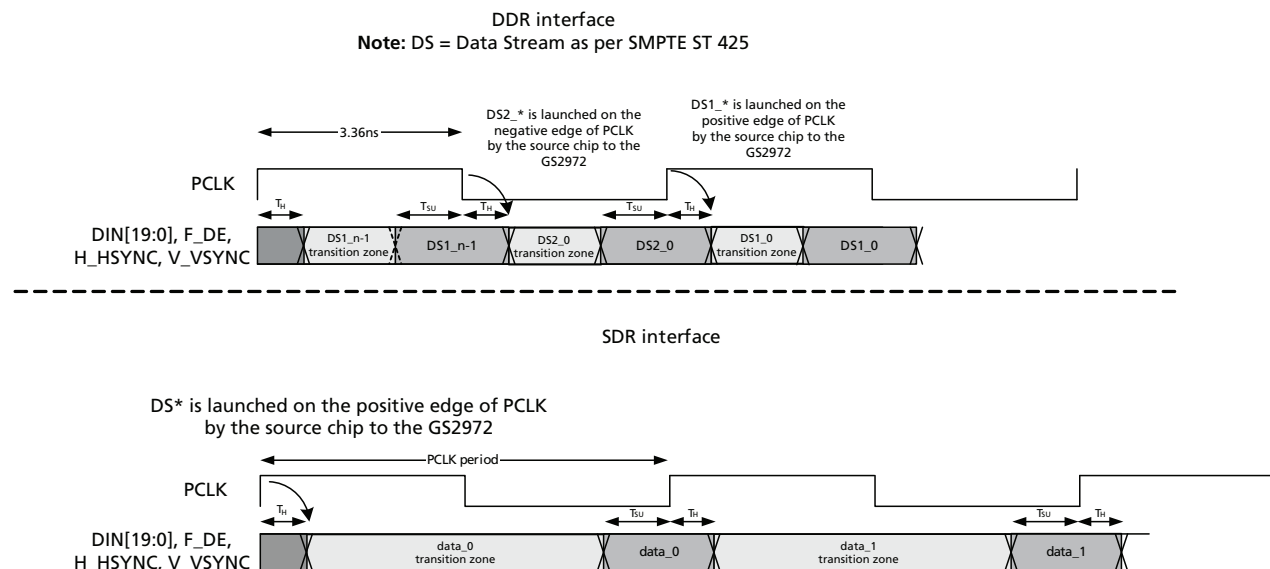 DDR interface
Note: DS = Data Stream as per SMPTE ST 425
DS2_* is launched on the
negative edge of PCLK
by the source chip to the
GS2972
DS1_* is launched on the
positive edge of PCLK
by the source chip to the
GS2972
3.36ns
PCLK
TH
TSU
TH
TSU
TH
DIN[19:0], F_DE,
H_HSYNC, V_VSYNC
DS1_n-1
transition zone
DS1_n-1
DS2_0
transition zone
DS2_0
DS1_0
transition zone
DS1_0
SDR interface
DS* is launched on the positive edge of PCLK
by the source chip to the GS2972
PCLK period
PCLK
TH
TSU
TH
TSU
TH
DIN[19:0], F_DE,
H_HSYNC, V_VSYNC
data_0
transition zone
data_0
data_1
transition zone
data_1